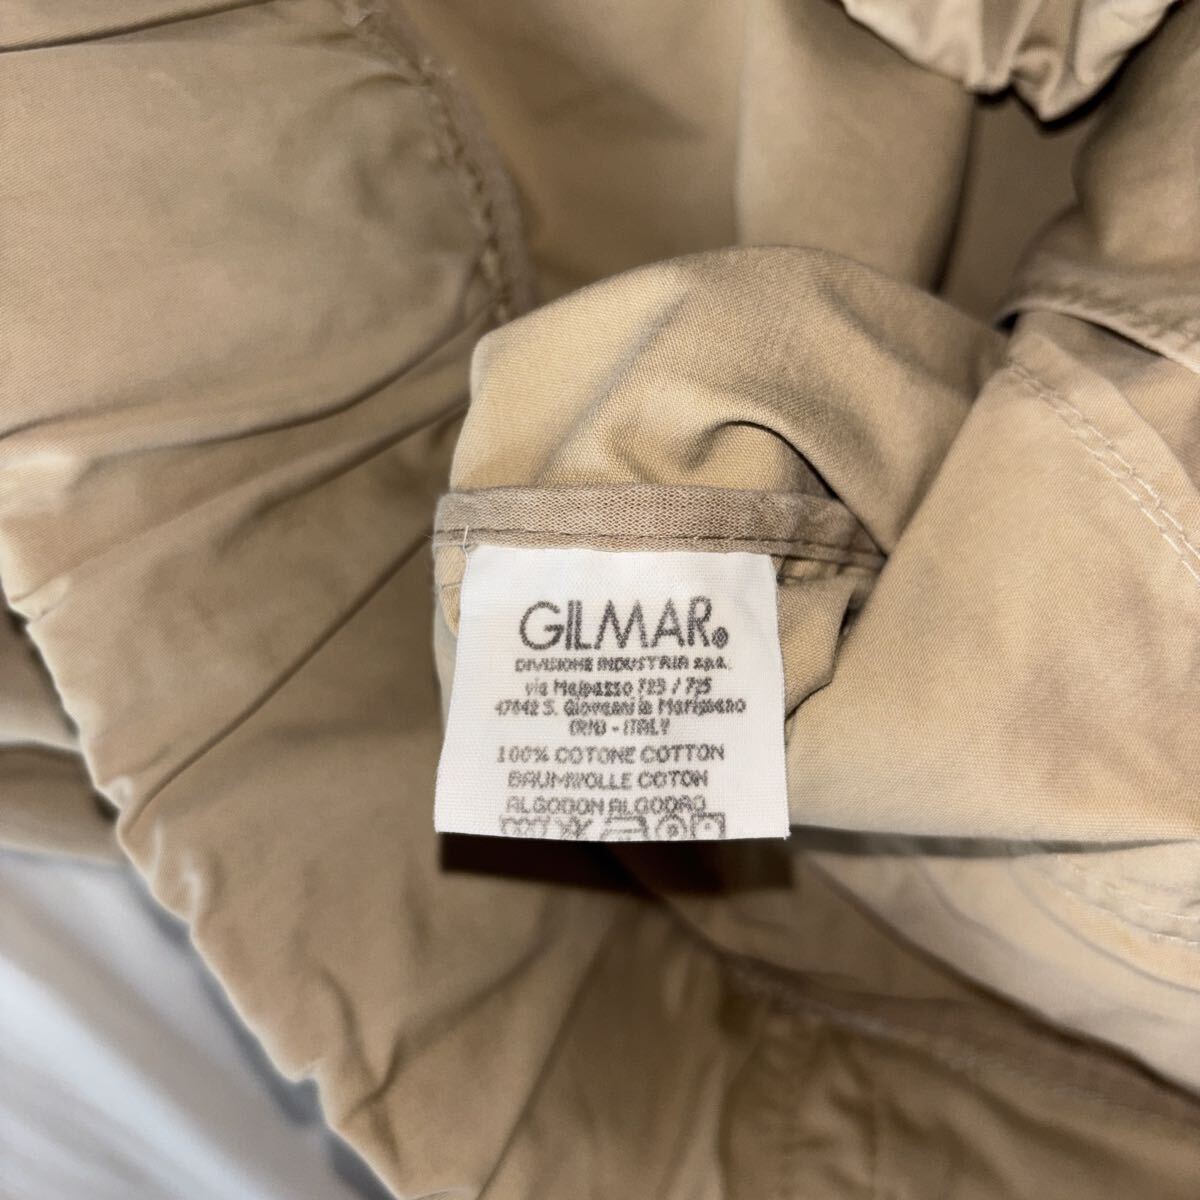 GILMAR®
DIVISIONE INDUSTRIA s.p.a.
via Malpasso 723 / 725
47842 S. Giovanni in Marignano
(RN) - ITALY
100% COTONE COTTON
BAUMWOLLE COTON
ALGODON ALGODRO